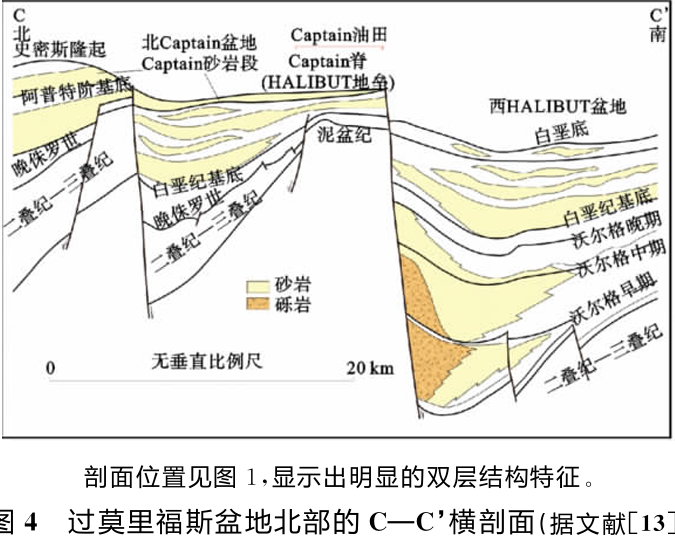 C
北
史密斯隆起
C'
南
Captain油田
北Captain盆地
Captain砂岩段
Captain脊
(HALIBUT地垒)
阿普特阶基底
西HALIBUT盆地
白垩底
泥盆纪
晚侏罗世
二叠纪—三叠纪
白垩纪基底
晚侏罗世
二叠纪—三叠纪
白垩纪基底
沃尔格晚期
沃尔格中期
沃尔格早期
二叠纪—三叠纪
砂岩
砾岩
无垂直比例尺
0
20 km
剖面位置见图 1,显示出明显的双层结构特征。
图 4 过莫里福斯盆地北部的 C—C'横剖面(据文献[13]